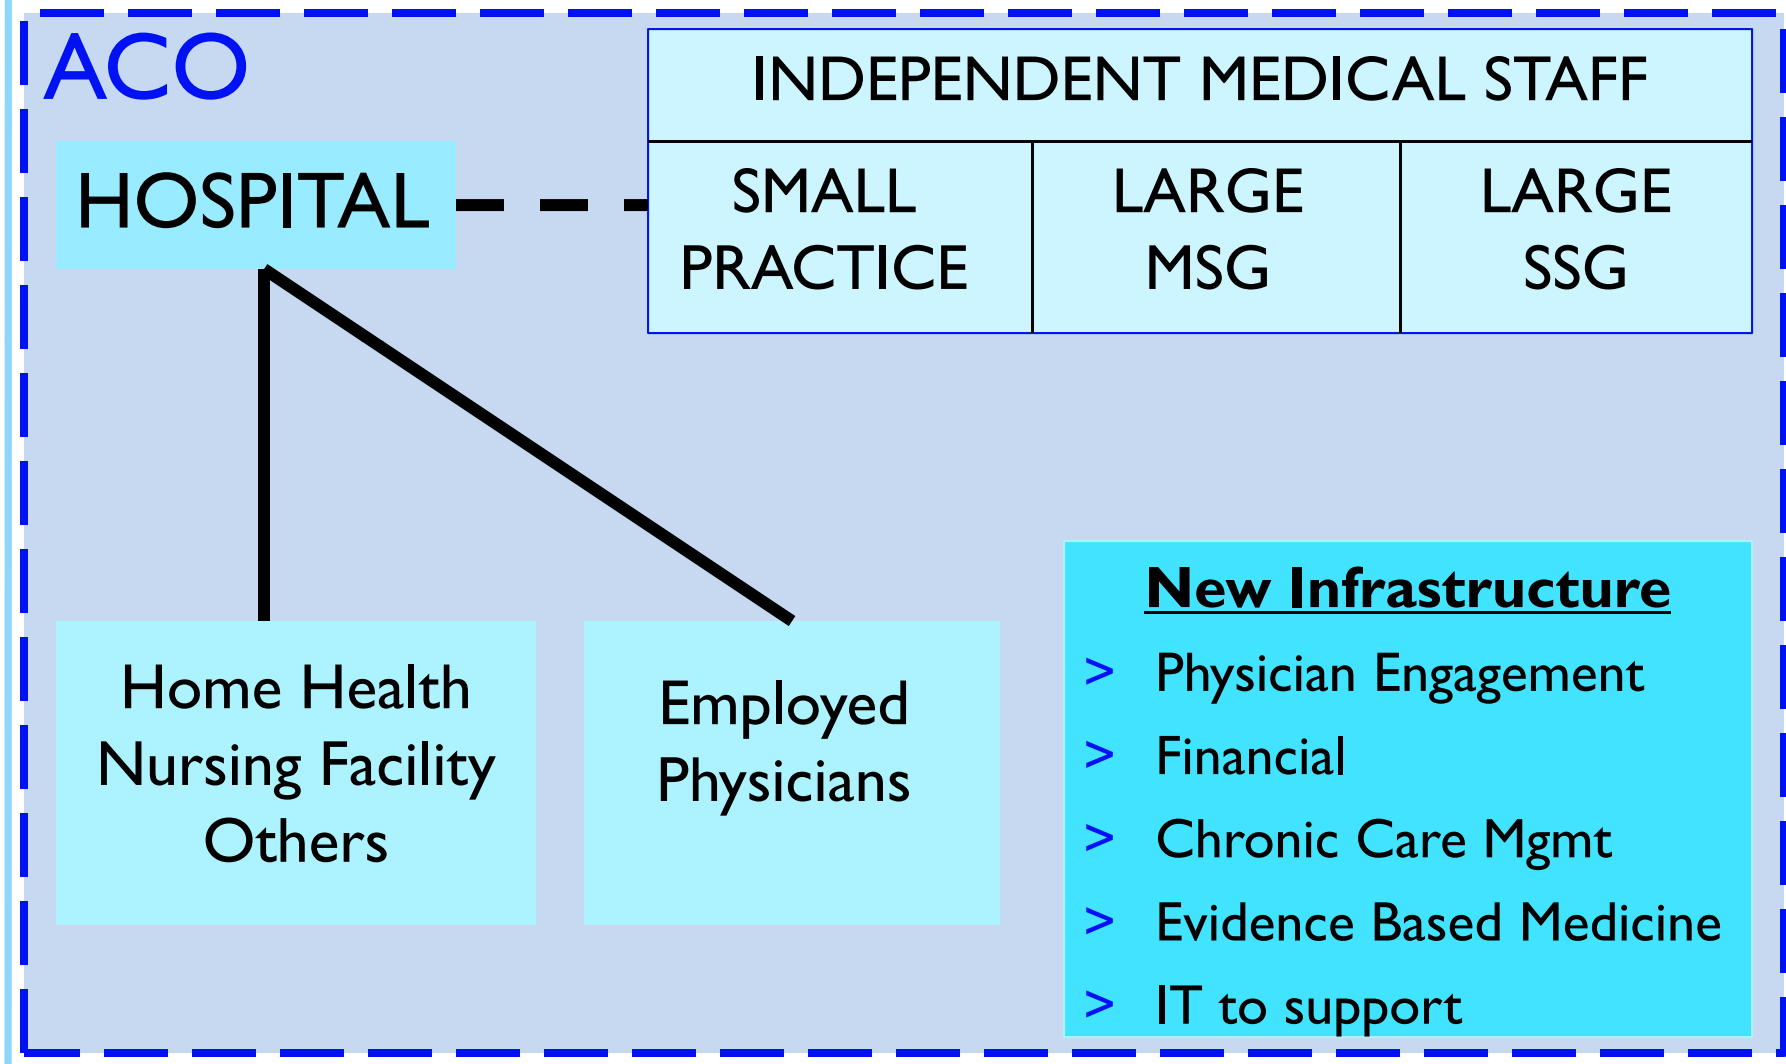 ACO
INDEPENDENT MEDICAL STAFF
HOSPITAL
SMALL
PRACTICE
LARGE
MSG
LARGE
SSG
Home Health
Nursing Facility
Others
Employed
Physicians
New Infrastructure
> Physician Engagement
> Financial
> Chronic Care Mgmt
> Evidence Based Medicine
> IT to support